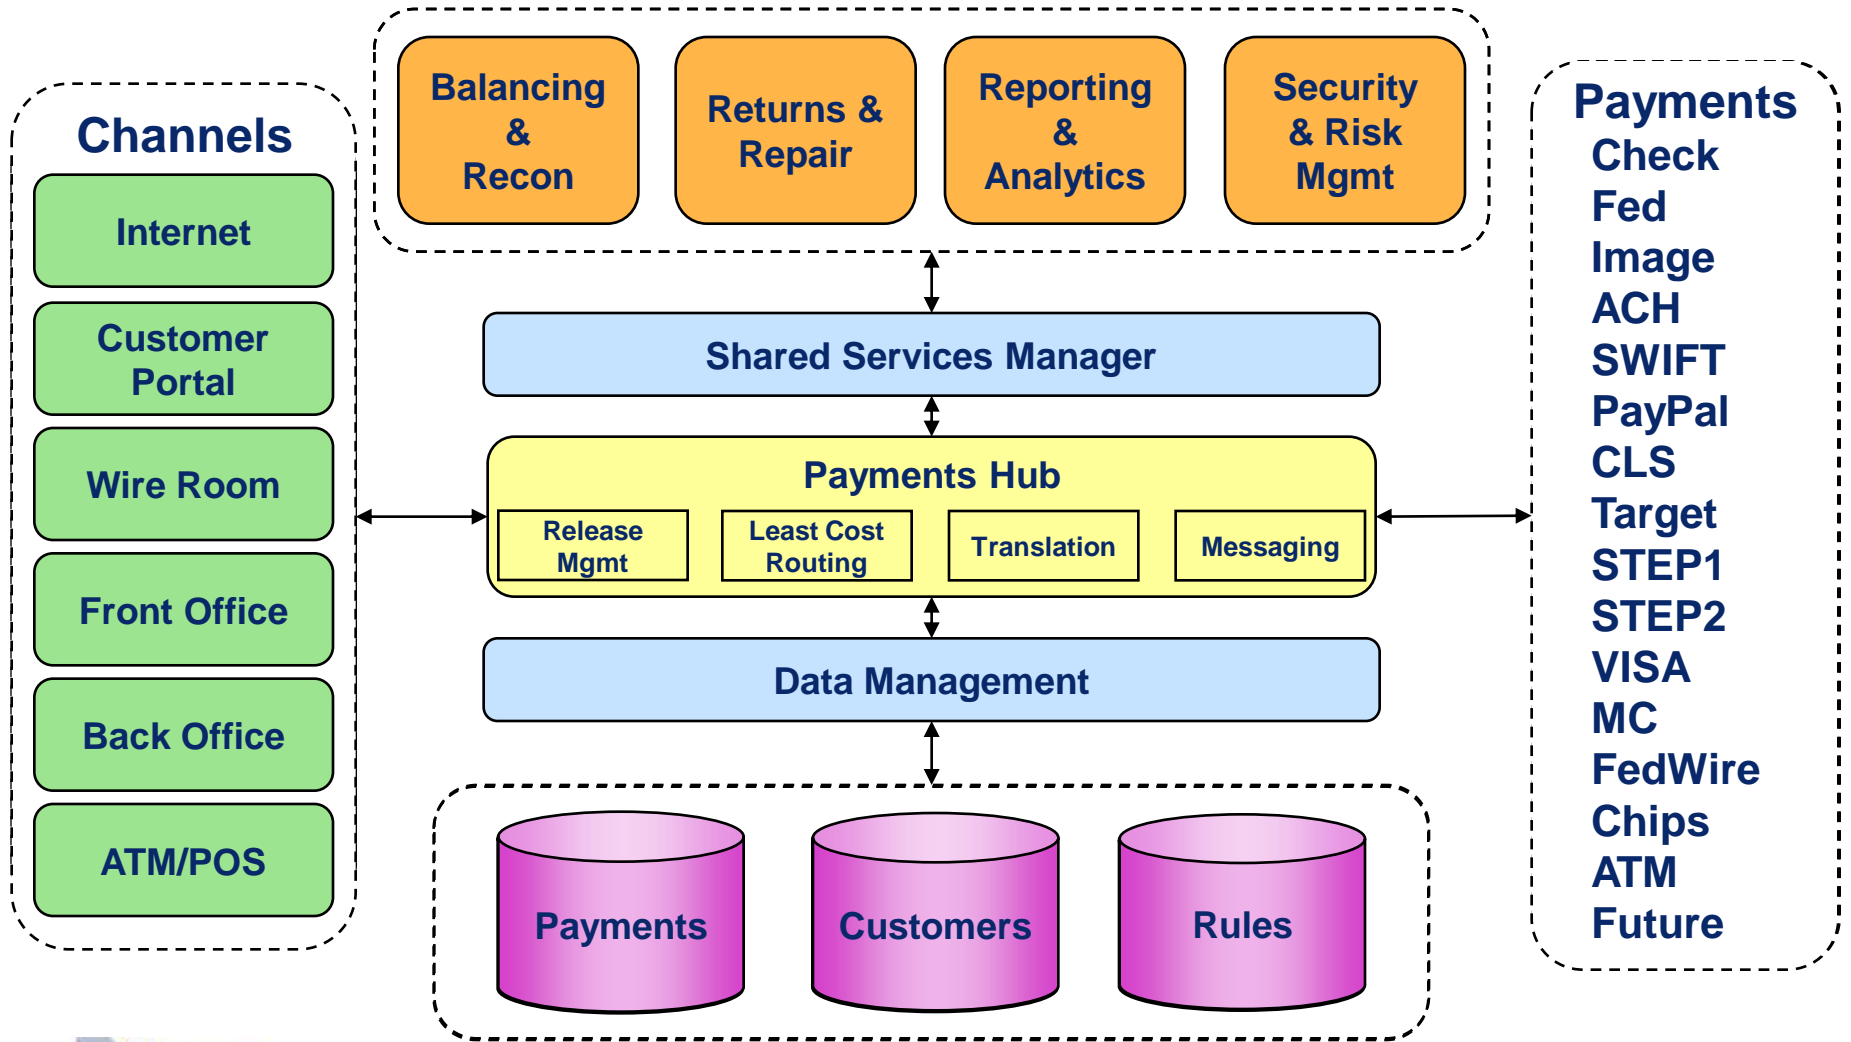 Channels
Internet
Customer
Portal
Wire Room
Front Office
Back Office
ATM/POS
Balancing
&
Recon
Returns &
Repair
Reporting
&
Analytics
Security
& Risk
Mgmt
Shared Services Manager
Payments Hub
Release
Mgmt
Least Cost
Routing
Translation
Messaging
Data Management
Payments
Customers
Rules
Payments
Check
Fed
Image
ACH
SWIFT
PayPal
CLS
Target
STEP1
STEP2
VISA
MC
FedWire
Chips
ATM
Future